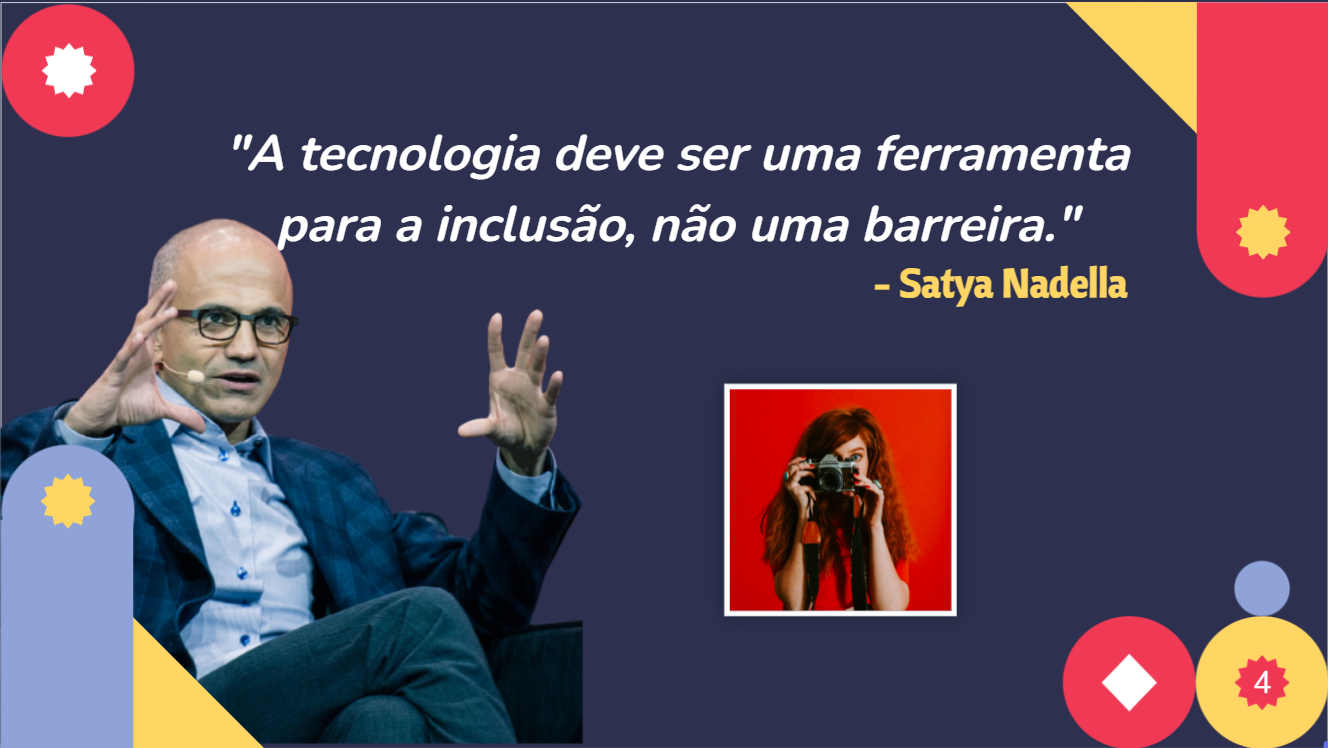 "A tecnologia deve ser uma ferramenta
para a inclusão, não uma barreira."
- Satya Nadella
4